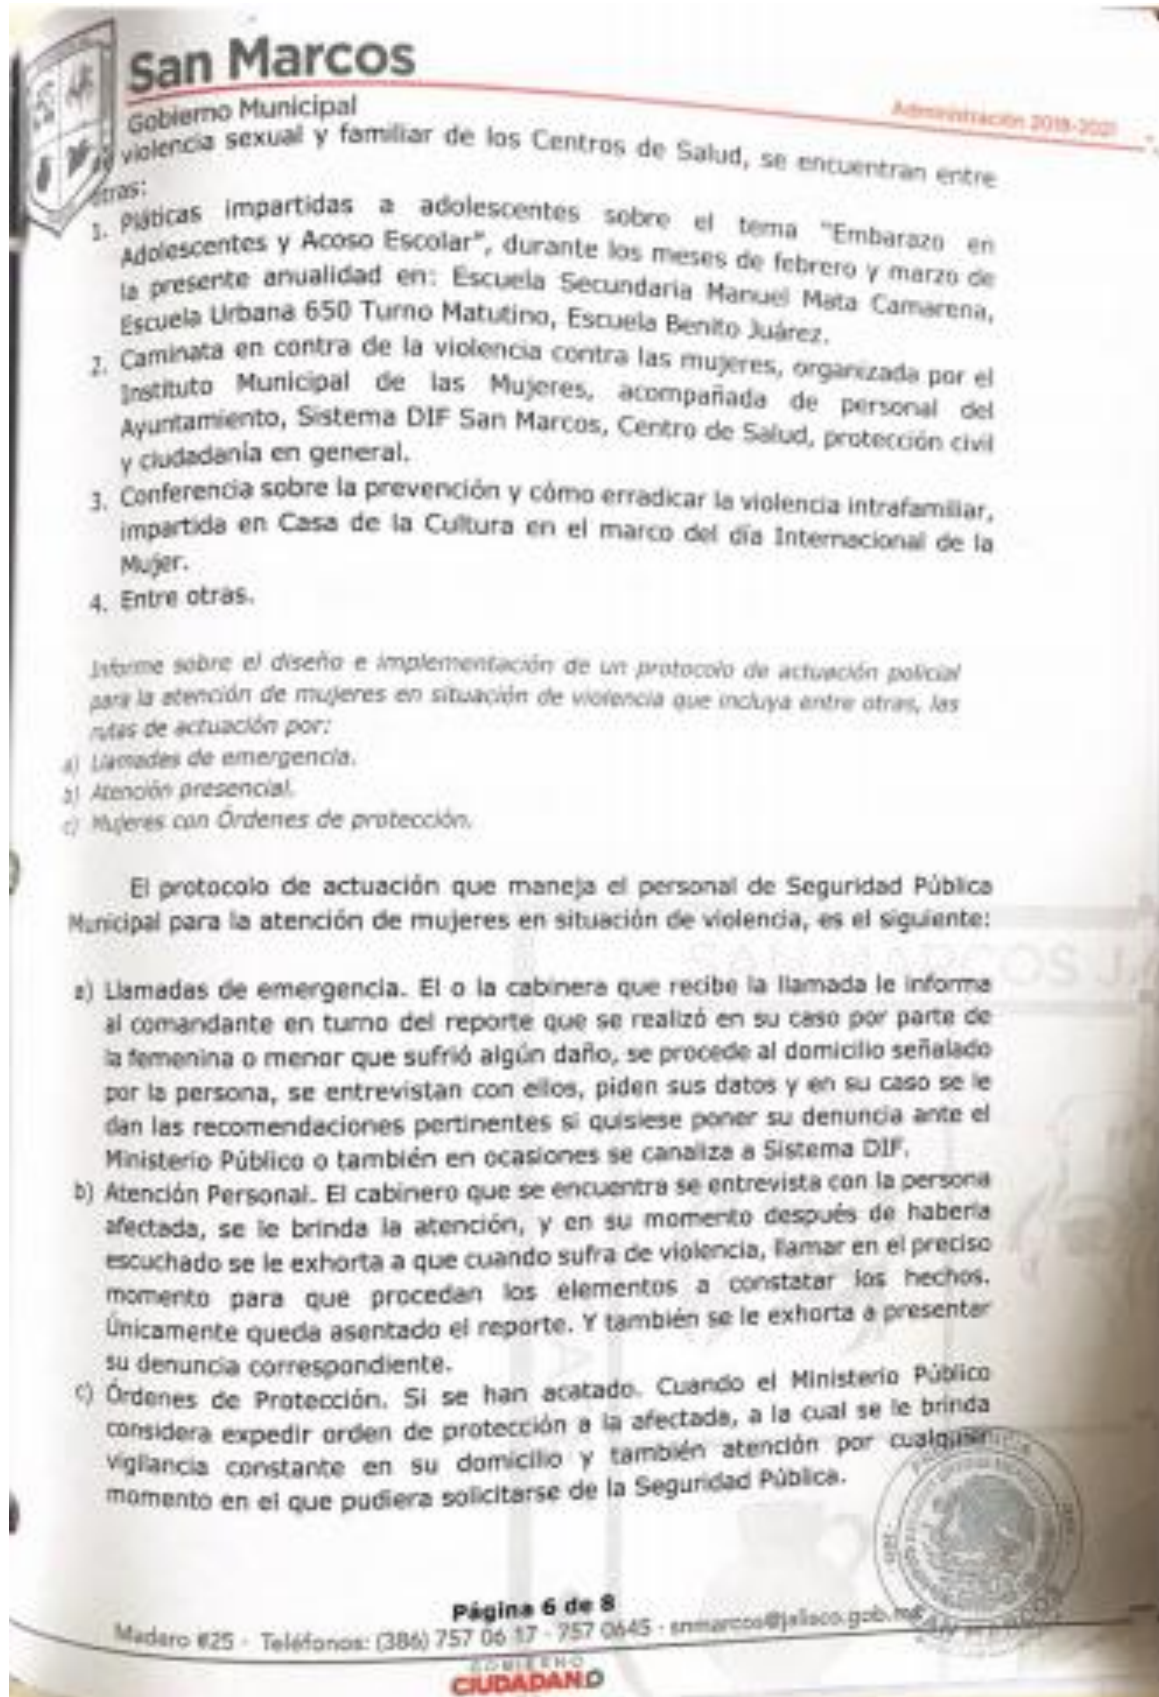 San Marcos
Gobierno Municipal
Administración 2018-2021
violencia sexual y familiar de los Centros de Salud, se encuentran entre
otras:
1. Pláticas impartidas a adolescentes sobre el tema "Embarazo en
Adolescentes y Acoso Escolar", durante los meses de febrero y marzo de
la presente anualidad en: Escuela Secundaria Manuel Mata Camarena,
Escuela Urbana 650 Turno Matutino, Escuela Benito Juárez.
2. Caminata en contra de la violencia contra las mujeres, organizada por el
Instituto Municipal de las Mujeres, acompañada de personal del
Ayuntamiento, Sistema DIF San Marcos, Centro de Salud, protección civil
y ciudadanía en general.
3. Conferencia sobre la prevención y cómo erradicar la violencia intrafamiliar,
impartida en Casa de la Cultura en el marco del día Internacional de la
Mujer.
4. Entre otras.
Informe sobre el diseño e implementación de un protocolo de actuación policial
para la atención de mujeres en situación de violencia que incluya entre otras, las
rutas de actuación por:
a) Llamadas de emergencia.
b) Atención presencial.
c) Mujeres con Órdenes de protección.
El protocolo de actuación que maneja el personal de Seguridad Pública
Municipal para la atención de mujeres en situación de violencia, es el siguiente:
a) Llamadas de emergencia. El o la cabinera que recibe la llamada le informa
al comandante en turno del reporte que se realizó en su caso por parte de
la femenina o menor que sufrió algún daño, se procede al domicilio señalado
por la persona, se entrevistan con ellos, piden sus datos y en su caso se le
dan las recomendaciones pertinentes si quisiese poner su denuncia ante el
Ministerio Público o también en ocasiones se canaliza a Sistema DIF.
b) Atención Personal. El cabinero que se encuentra se entrevista con la persona
afectada, se le brinda la atención, y en su momento después de haberla
escuchado se le exhorta a que cuando sufra de violencia, llamar en el preciso
momento para que procedan los elementos a constatar los hechos.
Únicamente queda asentado el reporte. Y también se le exhorta a presentar
su denuncia correspondiente.
c) Órdenes de Protección. Si se han acatado. Cuando el Ministerio Público
considera expedir orden de protección a la afectada, a la cual se le brinda
vigilancia constante en su domicilio y también atención por cualquier
momento en el que pudiera solicitarse de la Seguridad Pública.
SAN MARCOS J
Página 6 de 8
Madero #25 - Teléfonos: (386) 757 06 17 - 757 0645 - snmarcos@jalisco.gob.mx
SAN MARCOS
GOBIERNO
CIUDADANO